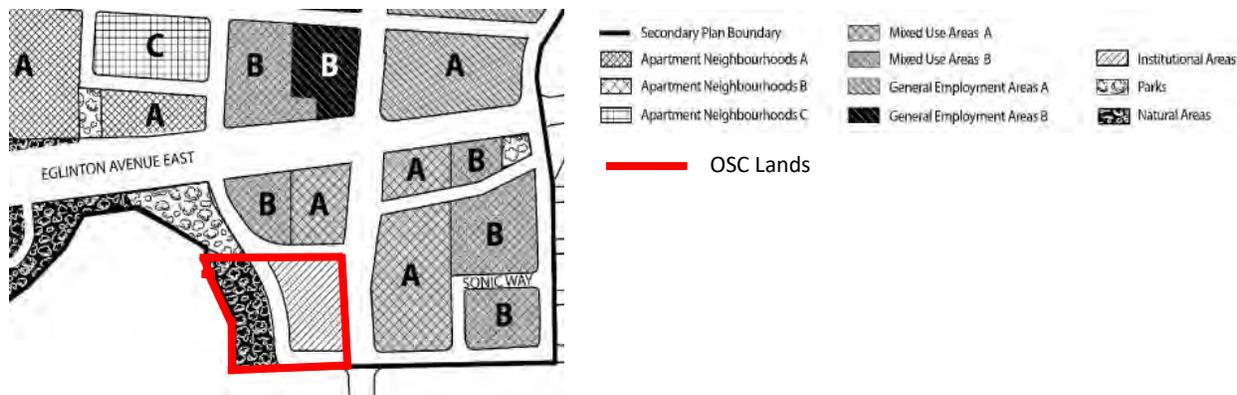 A
C
B
B
A
A
EGLINTON AVENUE EAST
A
B
B
A
B
A
SONIC WAY
B
Secondary Plan Boundary
Apartment Neighbourhoods A
Apartment Neighbourhoods B
Apartment Neighbourhoods C
Mixed Use Areas A
Mixed Use Areas B
General Employment Areas A
General Employment Areas B
Institutional Areas
Parks
Natural Areas
OSC Lands